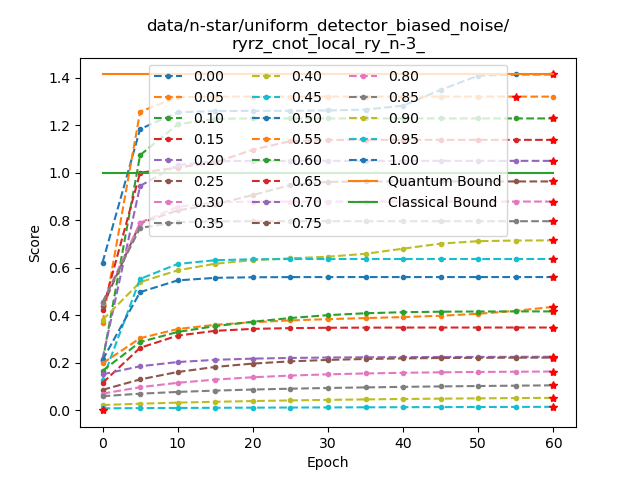 data/n-star/uniform_detector_biased_noise/
ryrz_cnot_local_ry_n-3_
1.4
1.2
1.0
0.8
0.6
0.4
0.2
0.0
Score
0.00 0.40 0.80
0.05 0.45 0.85
0.10 0.50 0.90
0.15 0.55 0.95
0.20 0.60 1.00
0.25 0.65 Quantum Bound
0.30 0.70 Classical Bound
0.35 0.75
0 10 20 30 40 50 60
Epoch